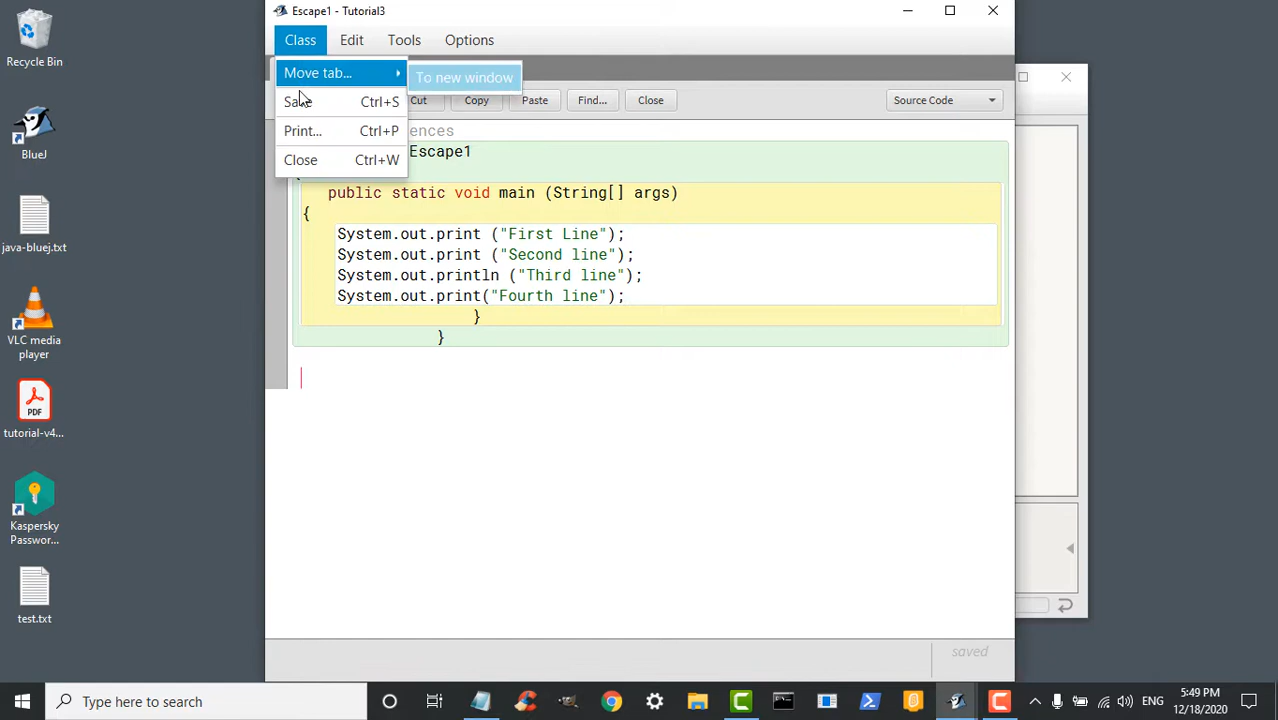 Recycle Bin
BlueJ
java-bluej.txt
VLC media
player
PDF
tutorial-v4...
Kaspersky
Passwor...
test.txt
Escape1 - Tutorial3
Class Edit Tools Options
Move tab... To new window
Save Ctrl+S
Print... Ctrl+P
Close Ctrl+W
Cut Copy Paste Find... Close Source Code
ences
Escape1
public static void main (String[] args)
{
System.out.print ("First Line");
System.out.print ("Second line");
System.out.println ("Third line");
System.out.print("Fourth line");
}
}
saved
Type here to search
ENG
5:49 PM
12/18/2020